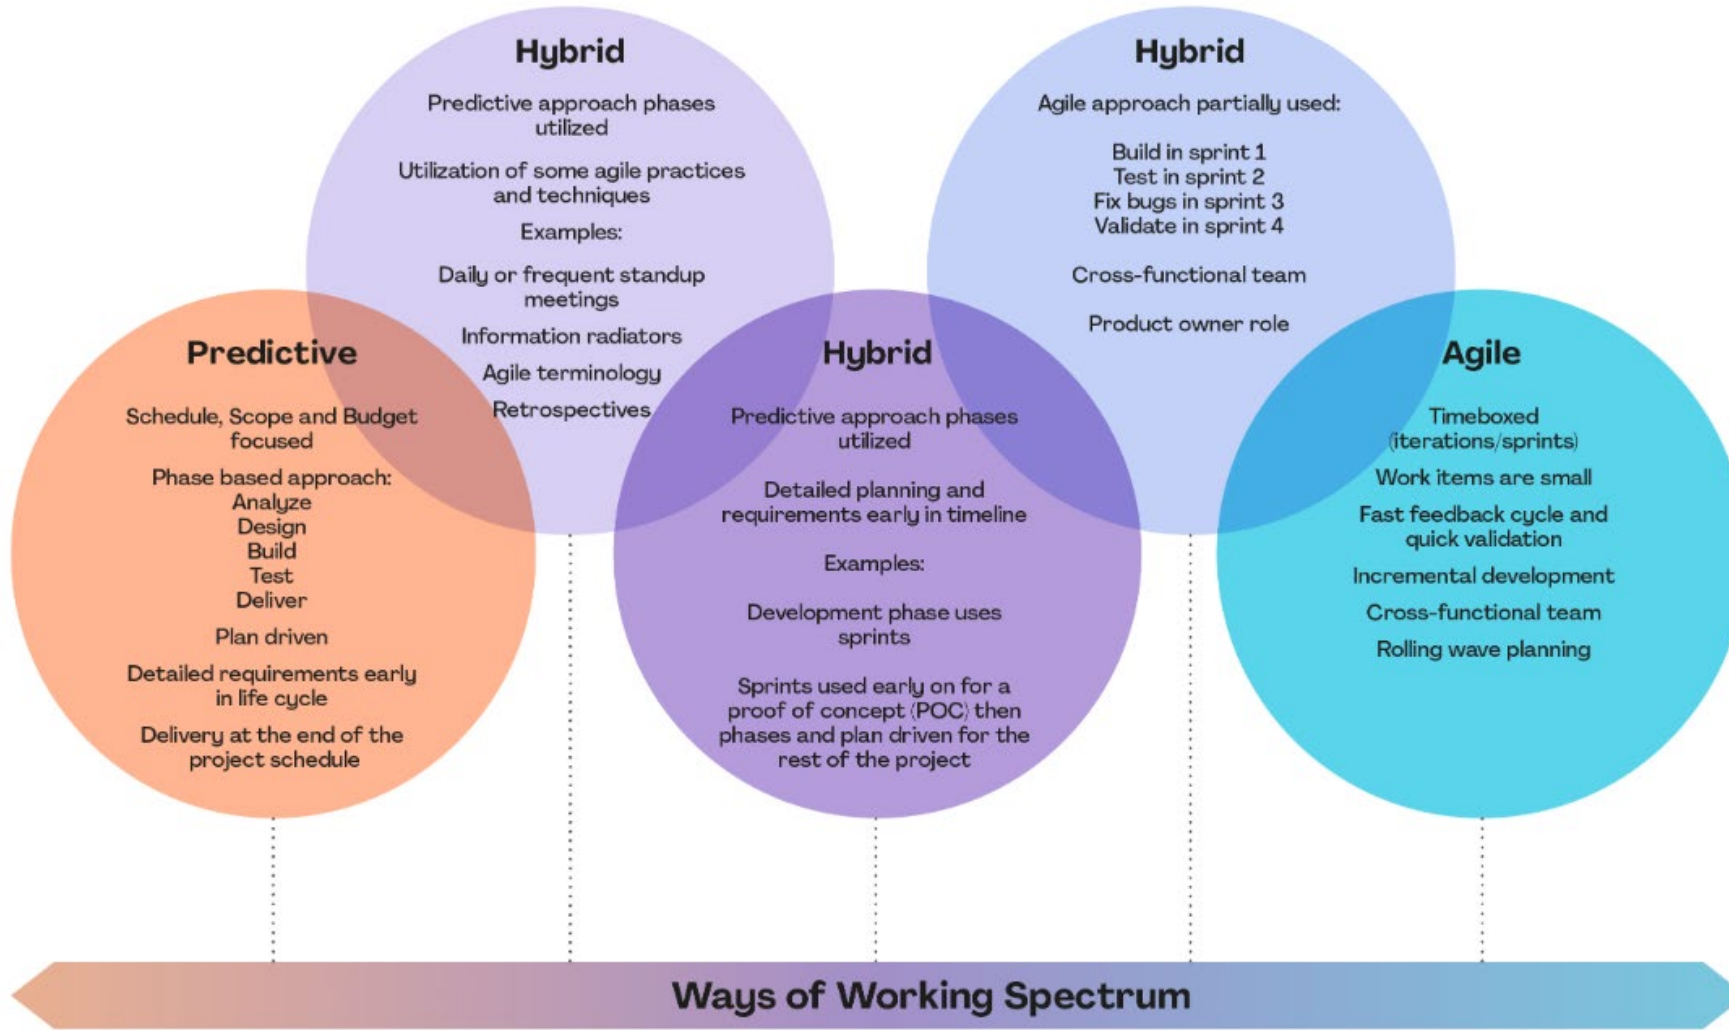 Hybrid
Predictive approach phases
utilized
Utilization of some agile practices
and techniques
Examples:
Daily or frequent standup
meetings
Information radiators
Agile terminology
Retrospectives
Hybrid
Agile approach partially used:
Build in sprint 1
Test in sprint 2
Fix bugs in sprint 3
Validate in sprint 4
Cross-functional team
Product owner role
Predictive
Schedule, Scope and Budget
focused
Phase based approach:
Analyze
Design
Build
Test
Deliver
Plan driven
Detailed requirements early
in life cycle
Delivery at the end of the
project schedule
Hybrid
Predictive approach phases
utilized
Detailed planning and
requirements early in timeline
Examples:
Development phase uses
sprints
Sprints used early on for a
proof of concept (POC) then
phases and plan driven for the
rest of the project
Agile
Timeboxed
(iterations/sprints)
Work items are small
Fast feedback cycle and
quick validation
Incremental development
Cross-functional team
Rolling wave planning
Ways of Working Spectrum